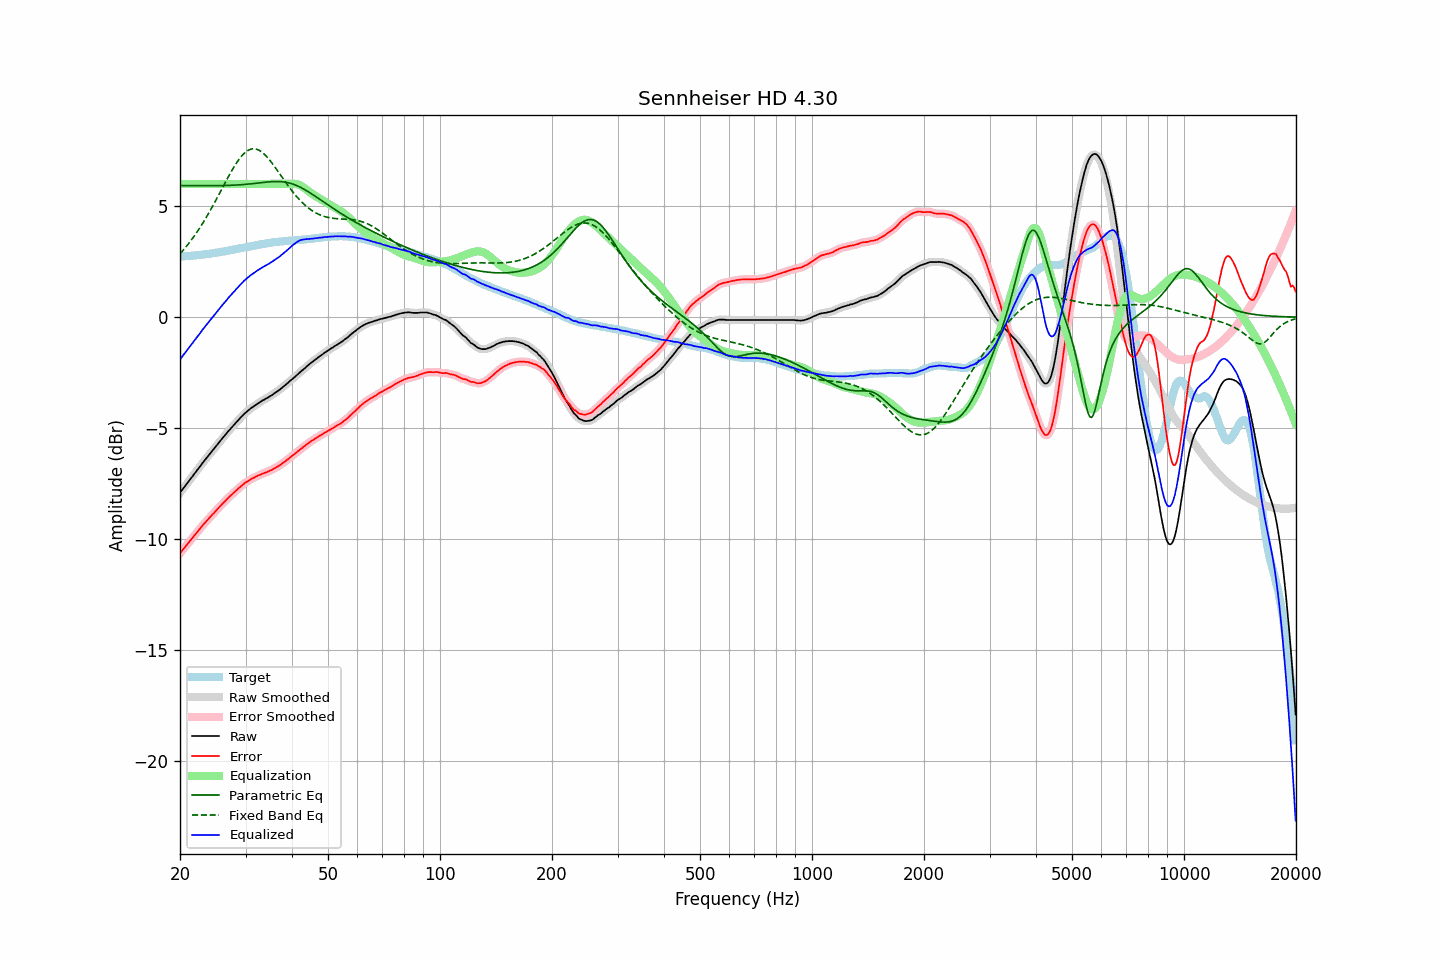 Sennheiser HD 4.30
Amplitude (dBr)
5
0
−5
−10
−15
−20
Target
Raw Smoothed
Error Smoothed
Raw
Error
Equalization
Parametric Eq
Fixed Band Eq
Equalized
20 50 100 200 500 1000 2000 5000 10000 20000
Frequency (Hz)